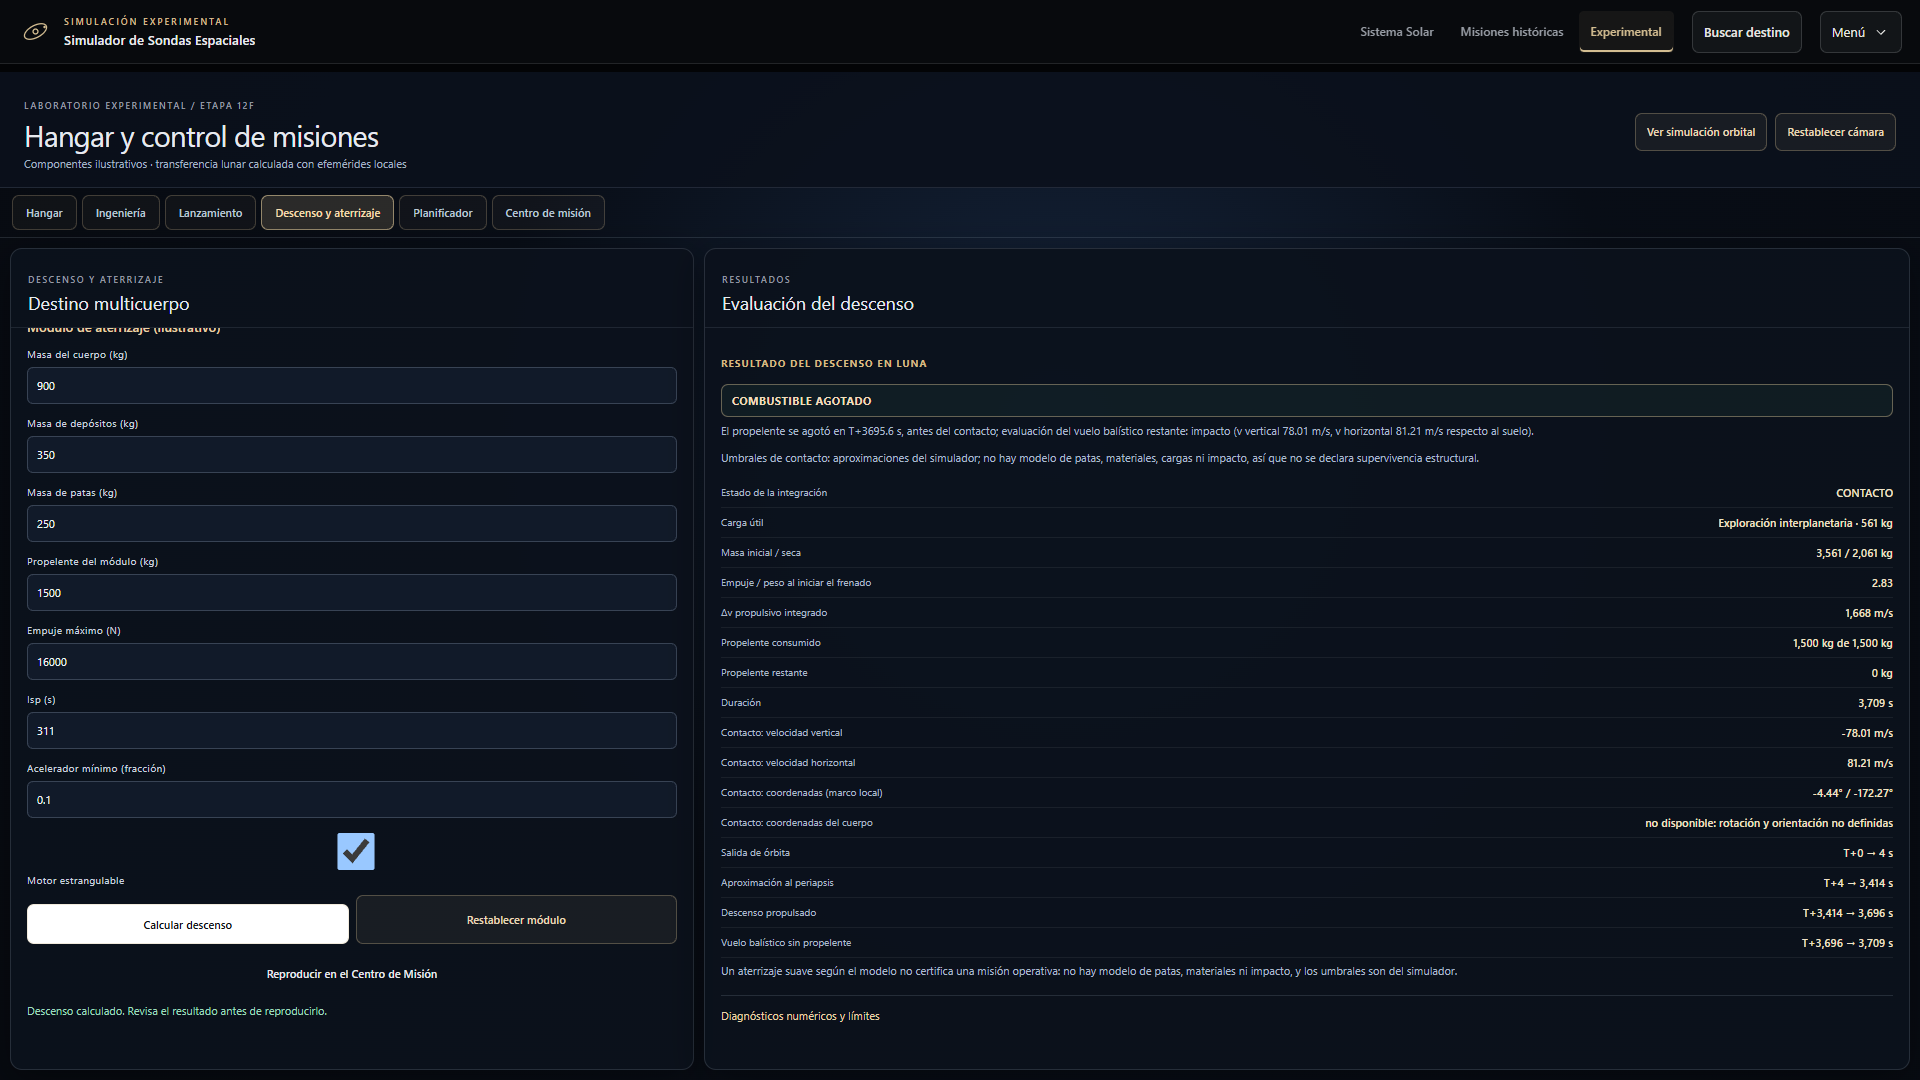 SIMULACIÓN EXPERIMENTAL
Simulador de Sondas Espaciales
Sistema Solar
Misiones históricas
Experimental
Buscar destino
Menú
LABORATORIO EXPERIMENTAL / ETAPA 12F
Hangar y control de misiones
Componentes ilustrativos · transferencia lunar calculada con efemérides locales
Ver simulación orbital
Restablecer cámara
Hangar
Ingeniería
Lanzamiento
Descenso y aterrizaje
Planificador
Centro de misión
DESCENSO Y ATERRIZAJE
Destino multicuerpo
Módulo de aterrizaje (ilustrativo)
Masa del cuerpo (kg)
900
Masa de depósitos (kg)
350
Masa de patas (kg)
250
Propelente del módulo (kg)
1500
Empuje máximo (N)
16000
Isp (s)
311
Acelerador mínimo (fracción)
0.1
Motor estrangulable
Calcular descenso
Restablecer módulo
Reproducir en el Centro de Misión
Descenso calculado. Revisa el resultado antes de reproducirlo.
RESULTADOS
Evaluación del descenso
RESULTADO DEL DESCENSO EN LUNA
COMBUSTIBLE AGOTADO
El propelente se agotó en T+3695.6 s, antes del contacto; evaluación del vuelo balístico restante: impacto (v vertical 78.01 m/s, v horizontal 81.21 m/s respecto al suelo).
Umbrales de contacto: aproximaciones del simulador; no hay modelo de patas, materiales, cargas ni impacto, así que no se declara supervivencia estructural.
Estado de la integración CONTACTO
Carga útil Exploración interplanetaria · 561 kg
Masa inicial / seca 3,561 / 2,061 kg
Empuje / peso al iniciar el frenado 2.83
Δv propulsivo integrado 1,668 m/s
Propelente consumido 1,500 kg de 1,500 kg
Propelente restante 0 kg
Duración 3,709 s
Contacto: velocidad vertical -78.01 m/s
Contacto: velocidad horizontal 81.21 m/s
Contacto: coordenadas (marco local) -4.44° / -172.27°
Contacto: coordenadas del cuerpo no disponible: rotación y orientación no definidas
Salida de órbita T+0 → 4 s
Aproximación al periapsis T+4 → 3,414 s
Descenso propulsado T+3,414 → 3,696 s
Vuelo balístico sin propelente T+3,696 → 3,709 s
Un aterrizaje suave según el modelo no certifica una misión operativa: no hay modelo de patas, materiales ni impacto, y los umbrales son del simulador.
Diagnósticos numéricos y límites